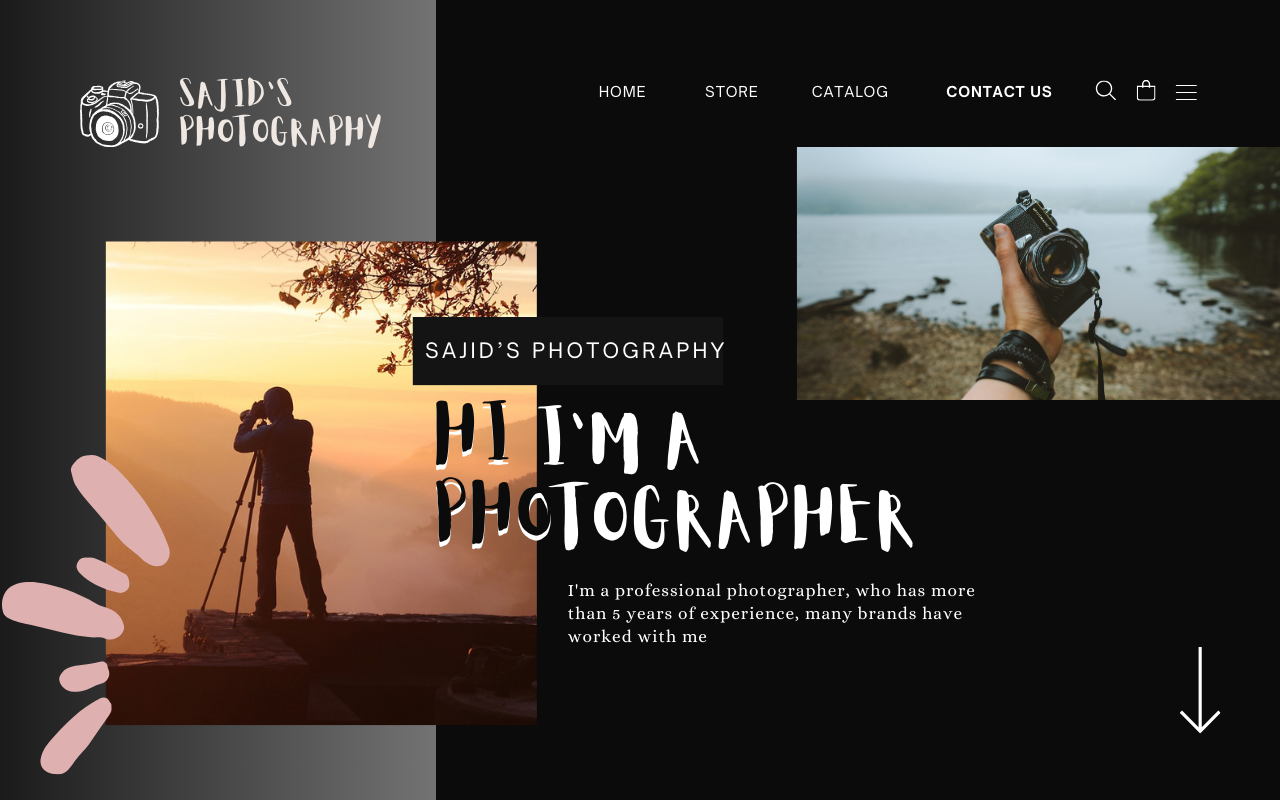 SAJID'S
PHOTOGRAPHY
HOME STORE CATALOG CONTACT US
SAJID'S PHOTOGRAPHY
HI I'M A
PHOTOGRAPHER
I'm a professional photographer, who has more
than 5 years of experience, many brands have
worked with me